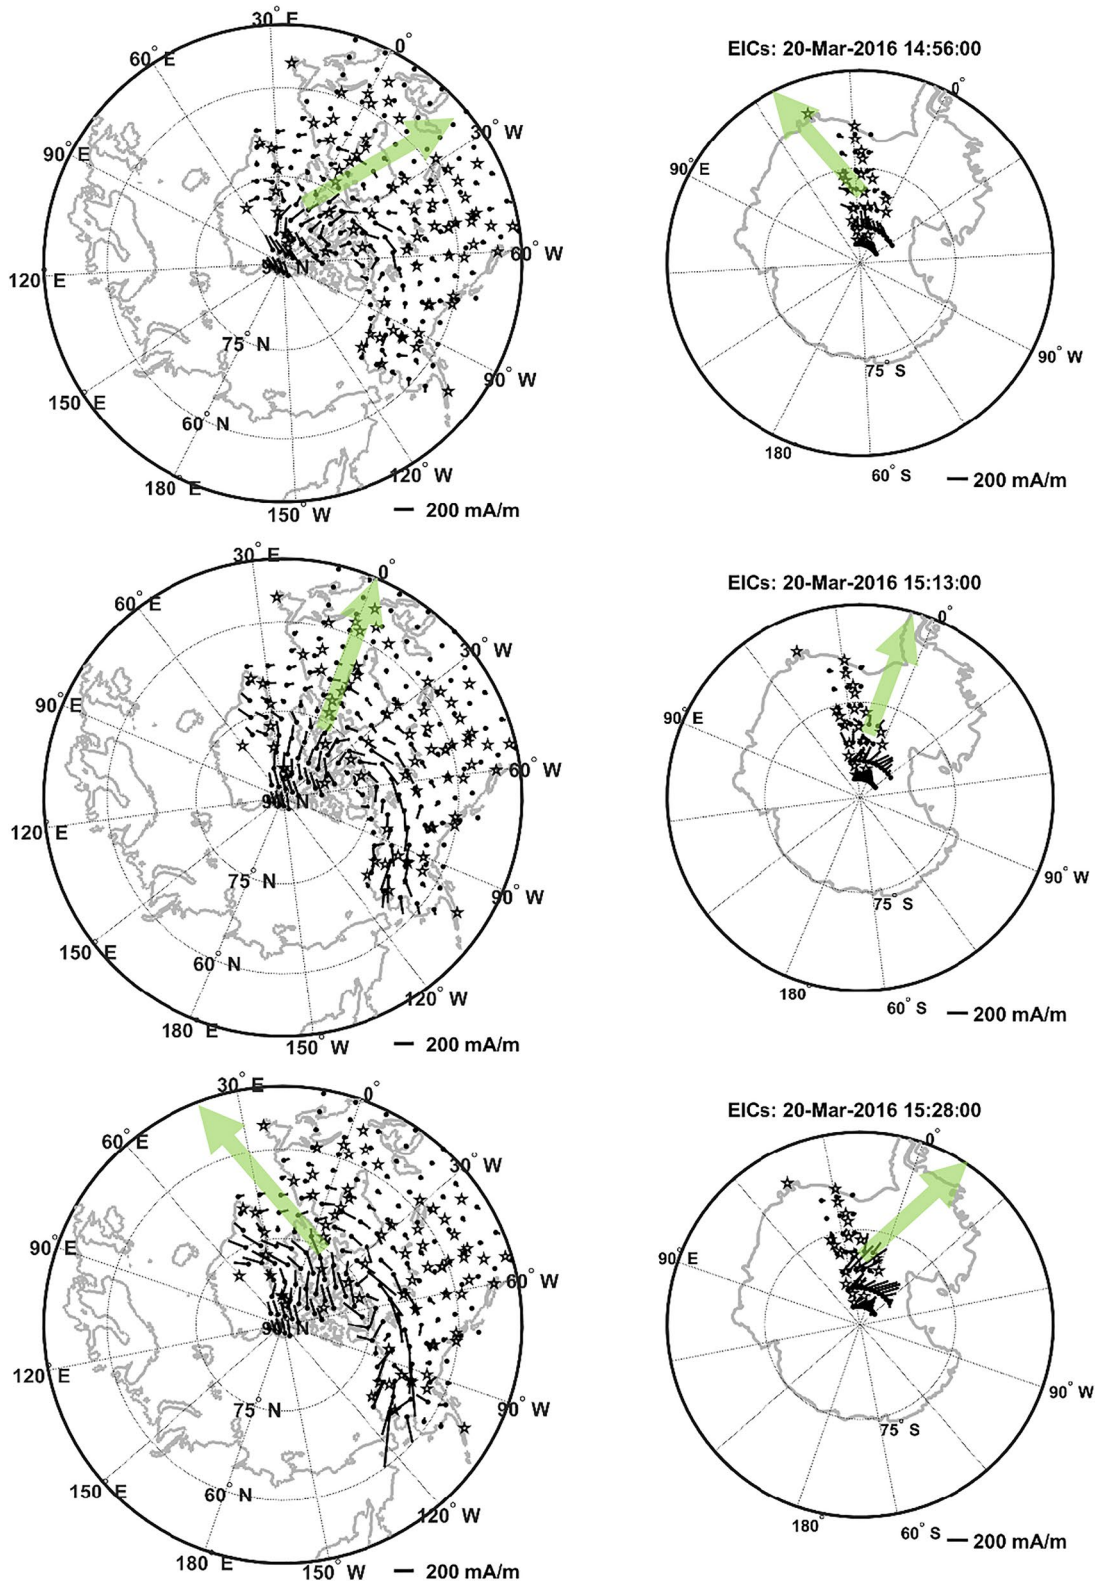 30° E
0°
60° E
30° W
90° E
60° W
120° E
90° N
75° N
90° W
150° E
60° N
120° W
180° E
150° W
200 mA/m
EICs: 20-Mar-2016 14:56:00
0°
90° E
90° W
75° S
180°
60° S
200 mA/m
30° E
0°
60° E
30° W
90° E
60° W
120° E
90° N
75° N
90° W
150° E
60° N
120° W
180° E
150° W
200 mA/m
EICs: 20-Mar-2016 15:13:00
0°
90° E
90° W
75° S
180°
60° S
200 mA/m
30° E
0°
60° E
30° W
90° E
60° W
120° E
90° N
75° N
90° W
150° E
60° N
120° W
180° E
150° W
200 mA/m
EICs: 20-Mar-2016 15:28:00
0°
90° E
90° W
75° S
180°
60° S
200 mA/m